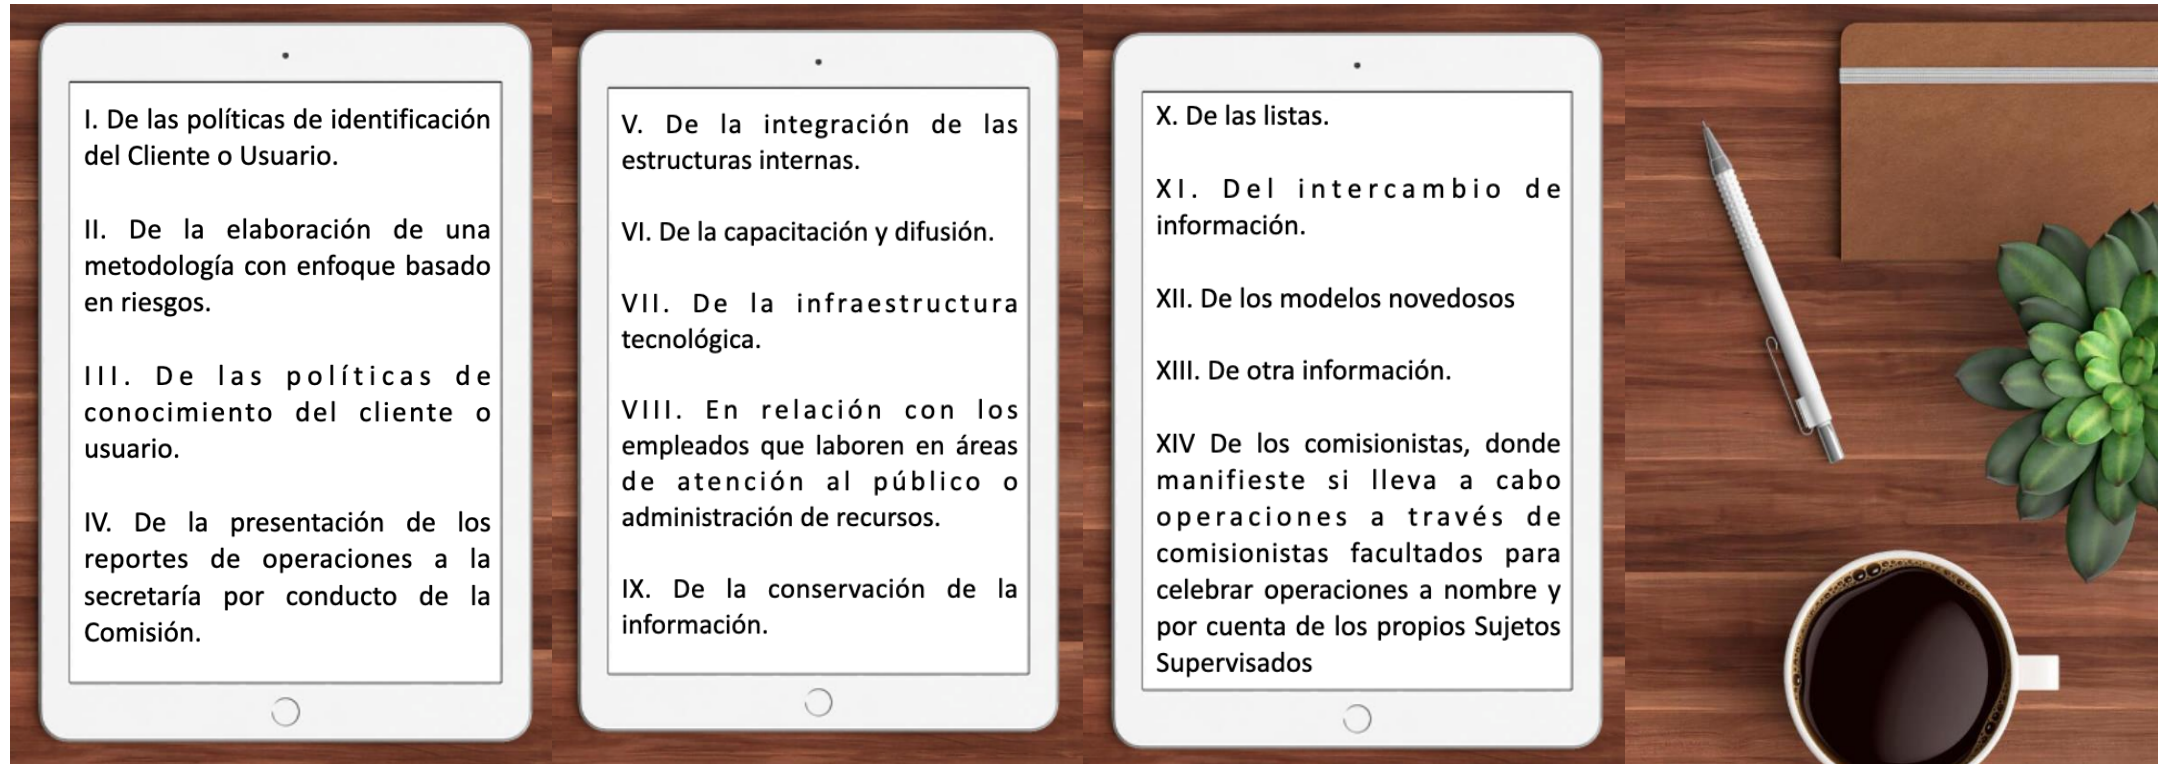 I. De las políticas de identificación
del Cliente o Usuario.
II. De la elaboración de una
metodología con enfoque basado
en riesgos.
III. De las políticas de
conocimiento del cliente o
usuario.
IV. De la presentación de los
reportes de operaciones a la
secretaría por conducto de la
Comisión.
V. De la integración de las
estructuras internas.
VI. De la capacitación y difusión.
VII. De la infraestructura
tecnológica.
VIII. En relación con los
empleados que laboren en áreas
de atención al público o
administración de recursos.
IX. De la conservación de la
información.
X. De las listas.
XI. Del intercambio de
información.
XII. De los modelos novedosos
XIII. De otra información.
XIV De los comisionistas, donde
manifieste si lleva a cabo
operaciones a través de
comisionistas facultados para
celebrar operaciones a nombre y
por cuenta de los propios Sujetos
Supervisados